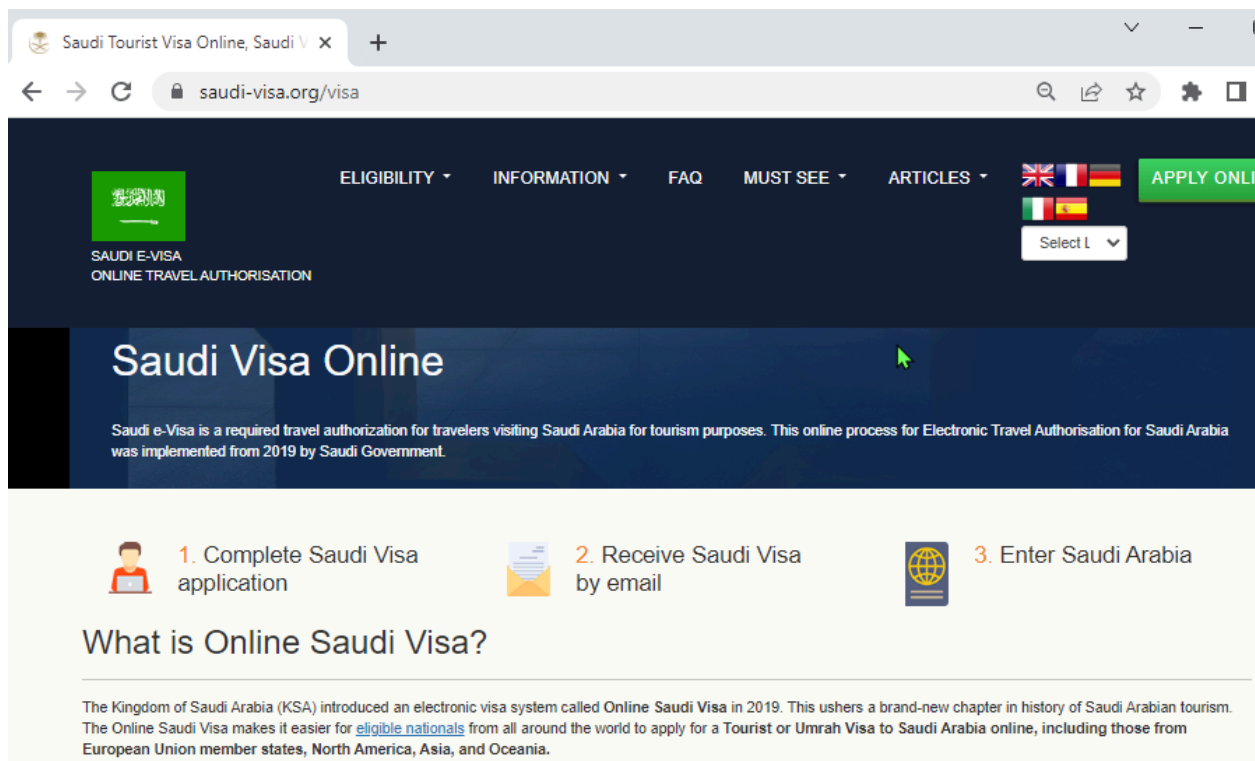 Saudi Tourist Visa Online, Saudi V
saudi-visa.org/visa
ELIGIBILITY INFORMATION FAQ MUST SEE ARTICLES
APPLY ONLI
Select L
SAUDI E-VISA
ONLINE TRAVEL AUTHORISATION
Saudi Visa Online
Saudi e-Visa is a required travel authorization for travelers visiting Saudi Arabia for tourism purposes. This online process for Electronic Travel Authorisation for Saudi Arabia
was implemented from 2019 by Saudi Government.
1. Complete Saudi Visa
application
2. Receive Saudi Visa
by email
3. Enter Saudi Arabia
What is Online Saudi Visa?
The Kingdom of Saudi Arabia (KSA) introduced an electronic visa system called Online Saudi Visa in 2019. This ushers a brand-new chapter in history of Saudi Arabian tourism.
The Online Saudi Visa makes it easier for eligible nationals from all around the world to apply for a Tourist or Umrah Visa to Saudi Arabia online, including those from
European Union member states, North America, Asia, and Oceania.